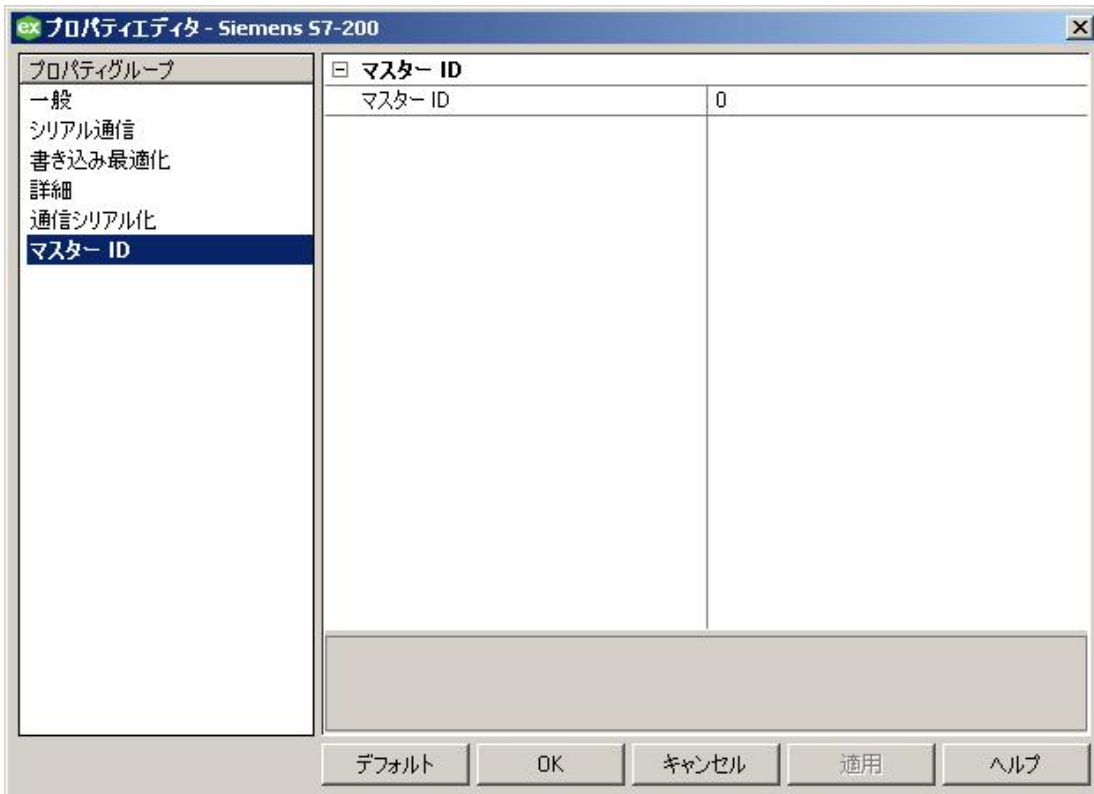 ex プロパティエディタ - Siemens S7-200
プロパティグループ
一般
シリアル通信
書き込み最適化
詳細
通信シリアル化
マスター ID
マスター ID
マスター ID 0
デフォルト OK キャンセル 適用 ヘルプ